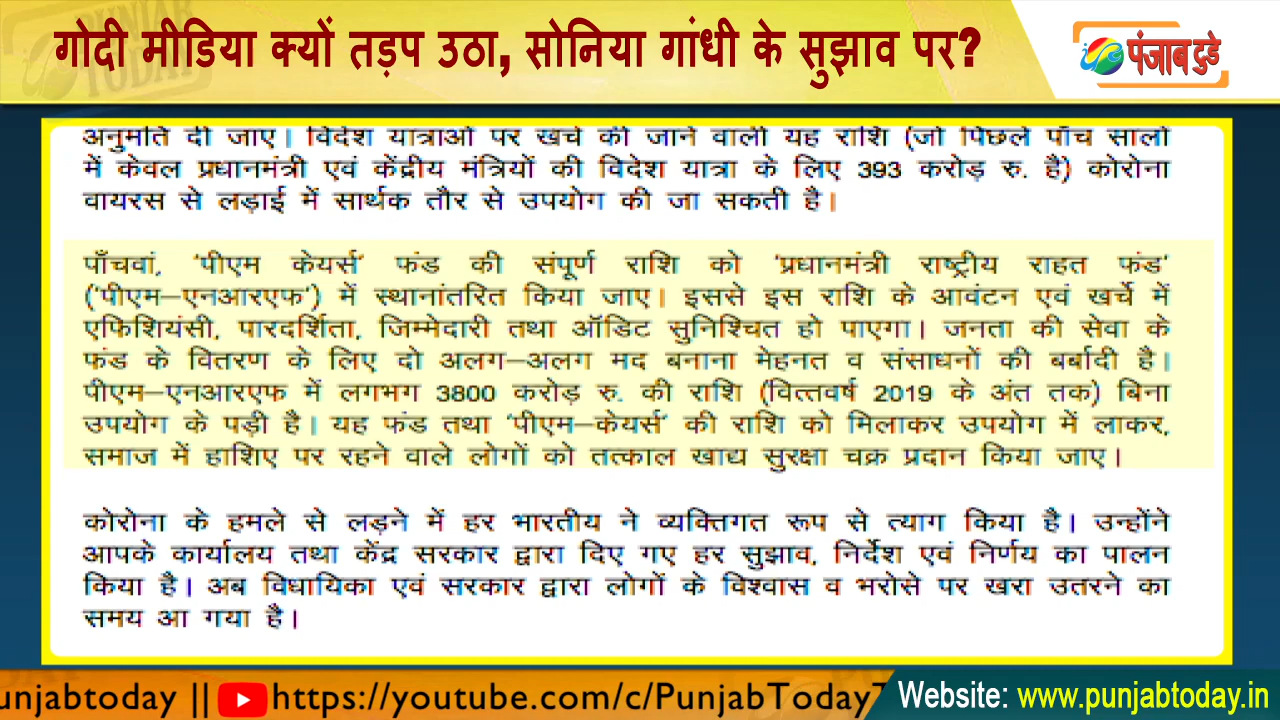 गोदी मीडिया क्यों तड़प उठा, सोनिया गांधी के सुझाव पर?
पंजाब टुडे
अनुमति दी जाए। विदेश यात्राओं पर खर्च की जाने वाली यह राशि (जो पिछले पाँच सालों
में केवल प्रधानमंत्री एवं केंद्रीय मंत्रियों की विदेश यात्रा के लिए 393 करोड़ रु. है) कोरोना
वायरस से लड़ाई में सार्थक तौर से उपयोग की जा सकती है।
पाँचवां, 'पीएम केयर्स' फंड की संपूर्ण राशि को 'प्रधानमंत्री राष्ट्रीय राहत फंड'
('पीएम–एनआरएफ') में स्थानांतरित किया जाए। इससे इस राशि के आवंटन एवं खर्चे में
एफिशियंसी, पारदर्शिता, जिम्मेदारी तथा ऑडिट सुनिश्चित हो पाएगा। जनता की सेवा के
फंड के वितरण के लिए दो अलग–अलग मद बनाना मेहनत व संसाधनों की बर्बादी है।
पीएम–एनआरएफ में लगभग 3800 करोड़ रु. की राशि (वित्तवर्ष 2019 के अंत तक) बिना
उपयोग के पड़ी है। यह फंड तथा 'पीएम–केयर्स' की राशि को मिलाकर उपयोग में लाकर,
समाज में हाशिए पर रहने वाले लोगों को तत्काल खाद्य सुरक्षा चक्र प्रदान किया जाए।
कोरोना के हमले से लड़ने में हर भारतीय ने व्यक्तिगत रूप से त्याग किया है। उन्होंने
आपके कार्यालय तथा केंद्र सरकार द्वारा दिए गए हर सुझाव, निर्देश एवं निर्णय का पालन
किया है। अब विधायिका एवं सरकार द्वारा लोगों के विश्वास व भरोसे पर खरा उतरने का
समय आ गया है।
unjabtoday || https://youtube.com/c/PunjabTodayT
Website: www.punjabtoday.in